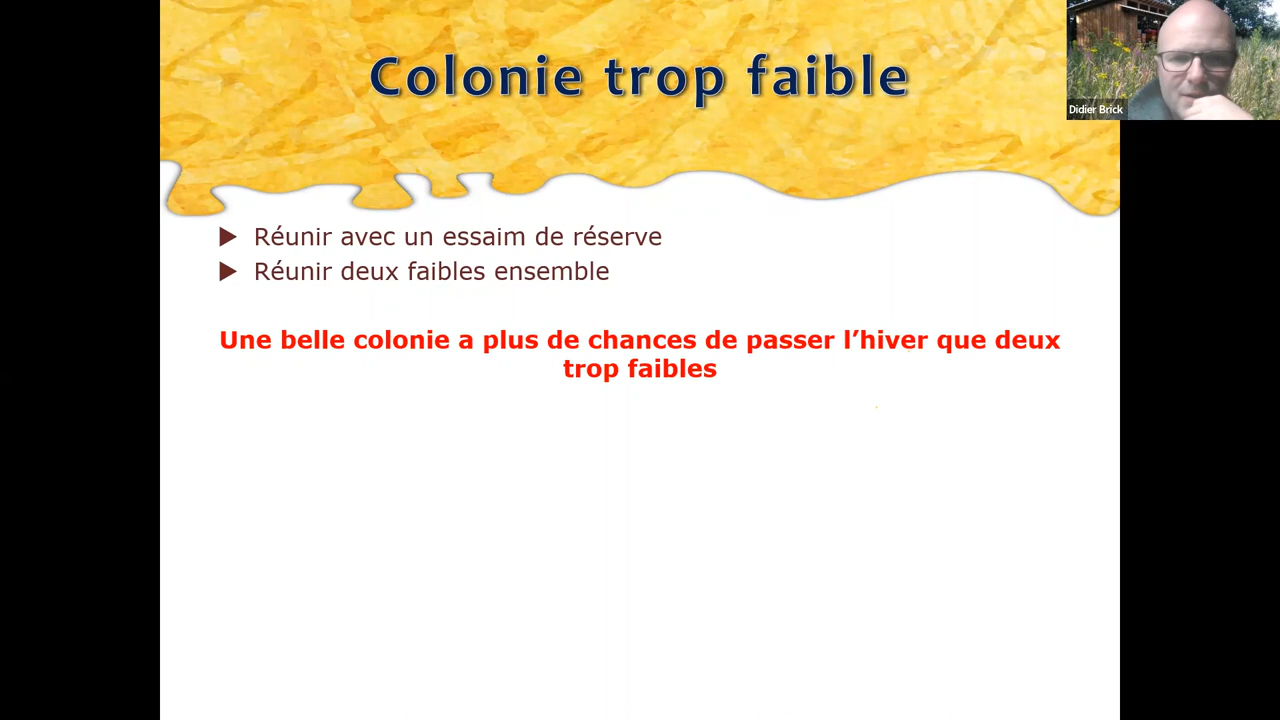 Colonie trop faible
Didier Brick
▶ Réunir avec un essaim de réserve
▶ Réunir deux faibles ensemble
Une belle colonie a plus de chances de passer l’hiver que deux
trop faibles